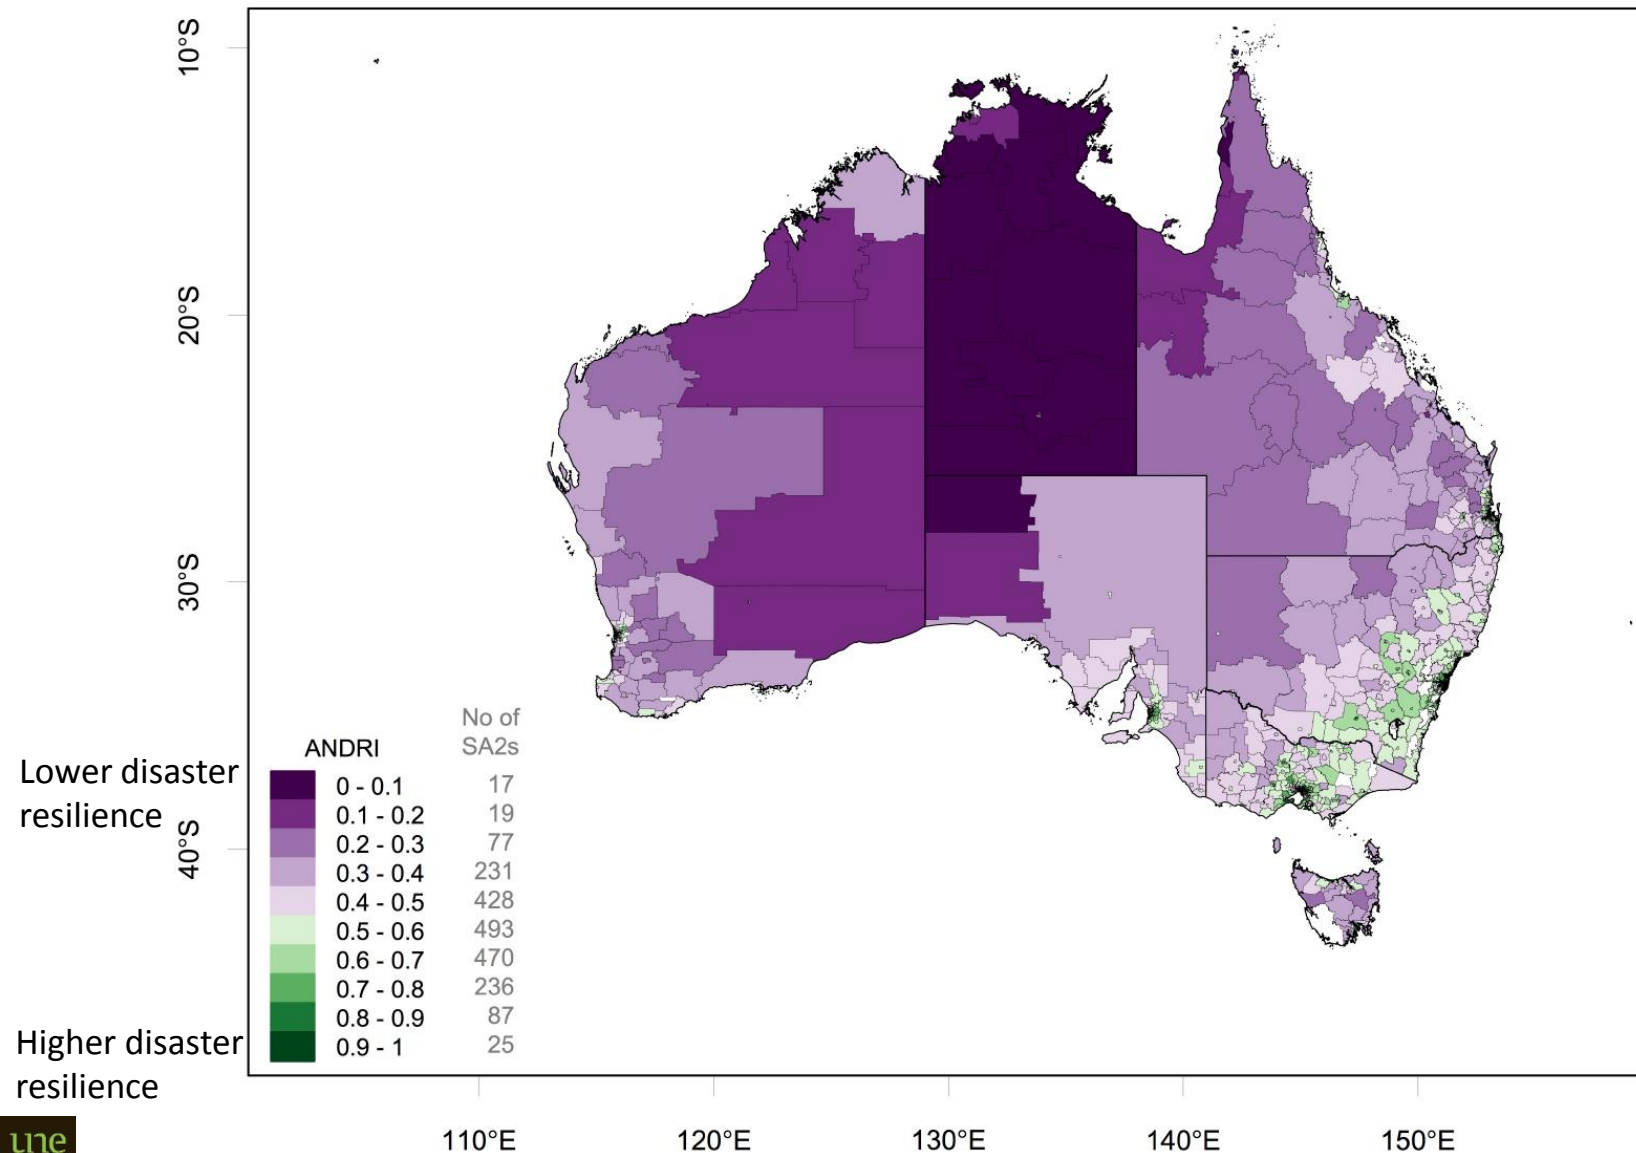 10°S
20°S
30°S
40°S
Lower disaster
resilience
Higher disaster
resilience
ANDRI
No of
SA2s
0 - 0.1 17
0.1 - 0.2 19
0.2 - 0.3 77
0.3 - 0.4 231
0.4 - 0.5 428
0.5 - 0.6 493
0.6 - 0.7 470
0.7 - 0.8 236
0.8 - 0.9 87
0.9 - 1 25
110°E 120°E 130°E 140°E 150°E
une